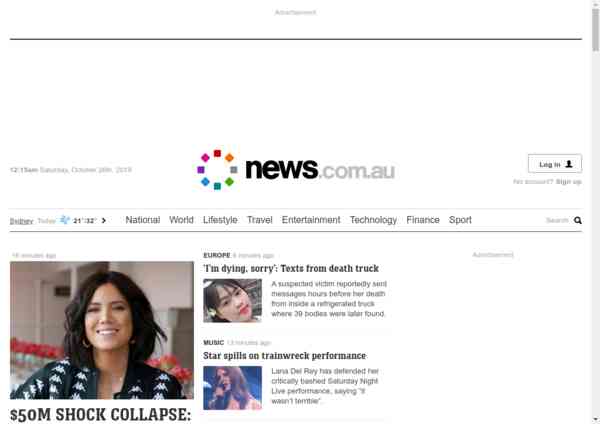 Advertisement
12:15am Saturday, October 26th, 2019
news.com.au
Log in
No account? Sign up
Sydney Today 21°-32°
National World Lifestyle Travel Entertainment Technology Finance Sport
Search
EUROPE 6 minutes ago
'I'm dying, sorry': Texts from death truck
A suspected victim reportedly sent
messages hours before her death
from inside a refrigerated truck
where 39 bodies were later found.
MUSIC 13 minutes ago
Star spills on trainwreck performance
Lana Del Rey has defended her
critically bashed Saturday Night
Live performance, saying "it
wasn't terrible".
minutes ago
$50M SHOCK COLLAPSE:
Advertisement